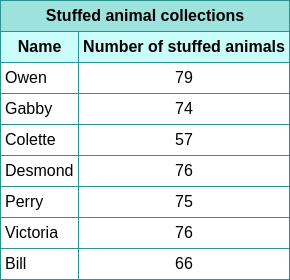 Stuffed animal collections
Name Number of stuffed animals
Owen 79
Gabby 74
Colette 57
Desmond 76
Perry 75
Victoria 76
Bill 66